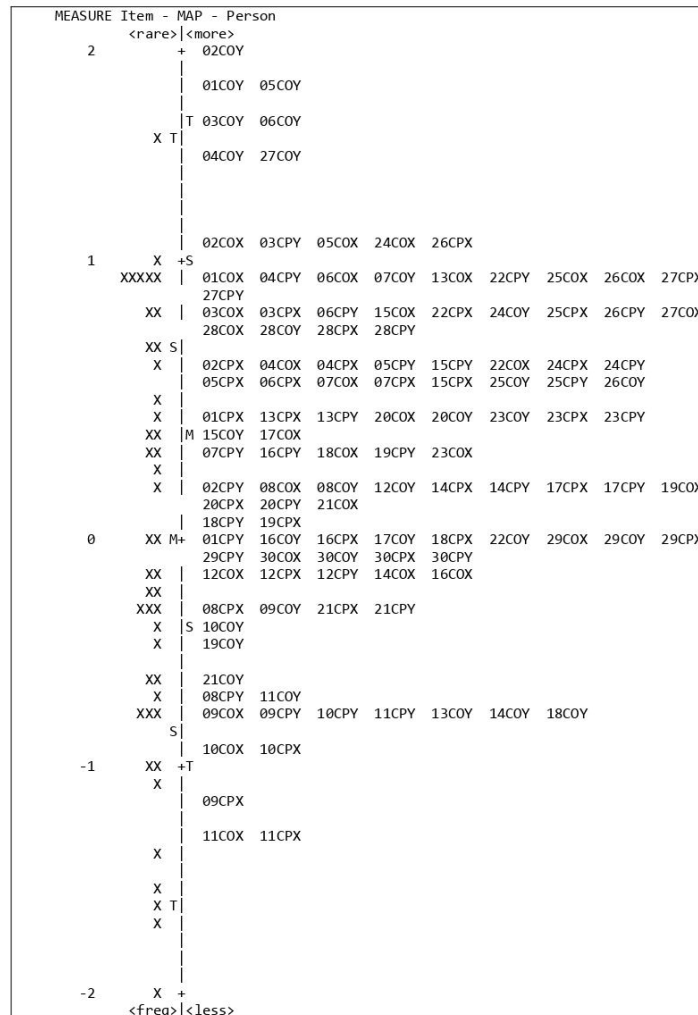 MEASURE Item - MAP - Person
<rare>|<more>
2 + 02COY
|
| 01COY 05COY
|
|T 03COY 06COY
X T|
| 04COY 27COY
|
|
|
|
| 02COX 03CPY 05COX 24COX 26CPX
1 X +S
XXXXX | 01COX 04CPY 06COX 07COY 13COX 22CPY 25COX 26COX 27CPX
27CPY
XX | 03COX 03CPX 06CPY 15COX 22CPX 24COY 25CPX 26CPY 27COX
28COX 28COY 28CPX 28CPY
XX S|
X | 02CPX 04COX 04CPX 05CPY 15CPY 22COX 24CPX 24CPY
| 05CPX 06CPX 07COX 07CPX 15CPX 25COY 25CPY 26COY
X |
X | 01CPX 13CPX 13CPY 20COX 20COY 23COY 23CPX 23CPY
XX |M 15COY 17COX
XX | 07CPY 16CPY 18COX 19CPY 23COX
X |
X | 02CPY 08COX 08COY 12COY 14CPX 14CPY 17CPX 17CPY 19COX
20CPX 20CPY 21COX
| 18CPY 19CPX
0 XX M+ 01CPY 16COY 16CPX 17COY 18CPX 22COY 29COX 29COY 29CPX
29CPY 30COX 30COY 30CPX 30CPY
XX | 12COX 12CPX 12CPY 14COX 16COX
XX |
XXX | 08CPX 09COY 21CPX 21CPY
X |S 10COY
X | 19COY
|
XX | 21COY
X | 08CPY 11COY
XXX | 09COX 09CPY 10CPY 11CPY 13COY 14COY 18COY
S|
| 10COX 10CPX
-1 XX +T
X |
| 09CPX
|
| 11COX 11CPX
X |
|
X |
X T|
X |
|
|
|
-2 X +
<freq>|<less>